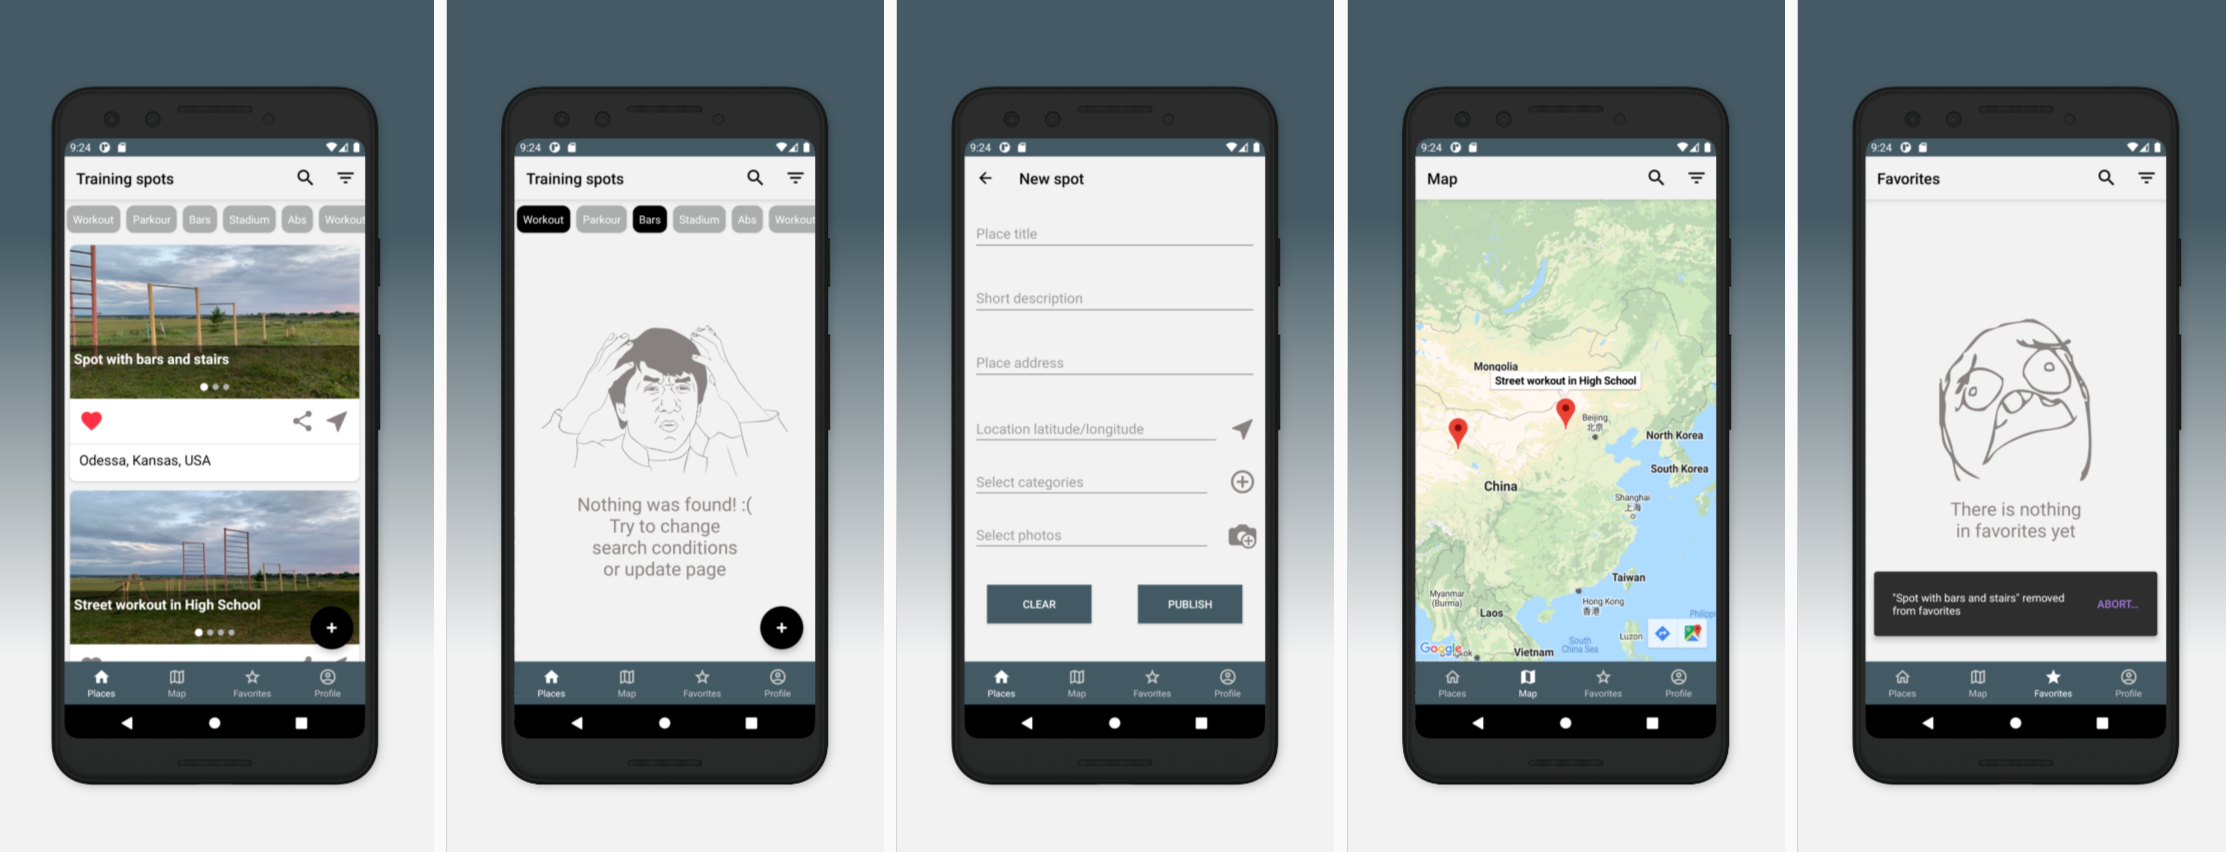 9:24
Training spots
Workout
Parkour
Bars
Stadium
Abs
Workout
Spot with bars and stairs
Odessa, Kansas, USA
Street workout in High School
+
Places
Map
Favorites
Profile
9:24
Training spots
Workout
Parkour
Bars
Stadium
Abs
Workout
Nothing was found! :(
Try to change
search conditions
or update page
+
Places
Map
Favorites
Profile
9:24
New spot
Place title
Short description
Place address
Location latitude/longitude
Select categories
Select photos
CLEAR
PUBLISH
Places
Map
Favorites
Profile
9:24
Map
Mongolia
Street workout in High School
Beijing
北京
North Korea
South Korea
China
Shanghai
上海
Taiwan
Myanmar
(Burma)
Hong Kong
香港
Laos
Philippi
Luzon
South
China Sea
Google
Vietnam
Places
Map
Favorites
Profile
9:24
Favorites
There is nothing
in favorites yet
"Spot with bars and stairs" removed
from favorites
ABORT...
Places
Map
Favorites
Profile